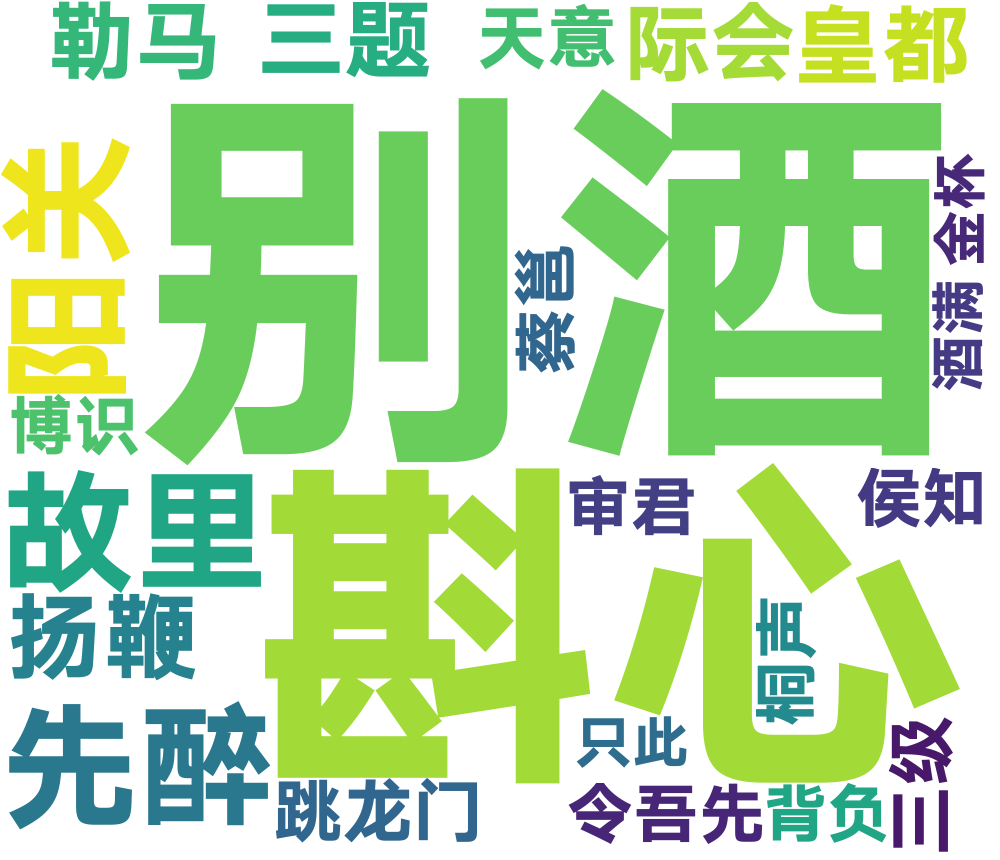 勒马 三题 天意 际会 皇都
阳关
别酒
金杯
蔡邕
酒满
博识
故里
斟心
审君
侯知
扬鞭
桐声
先醉
只此
三级
跳龙门
令吾先
背负